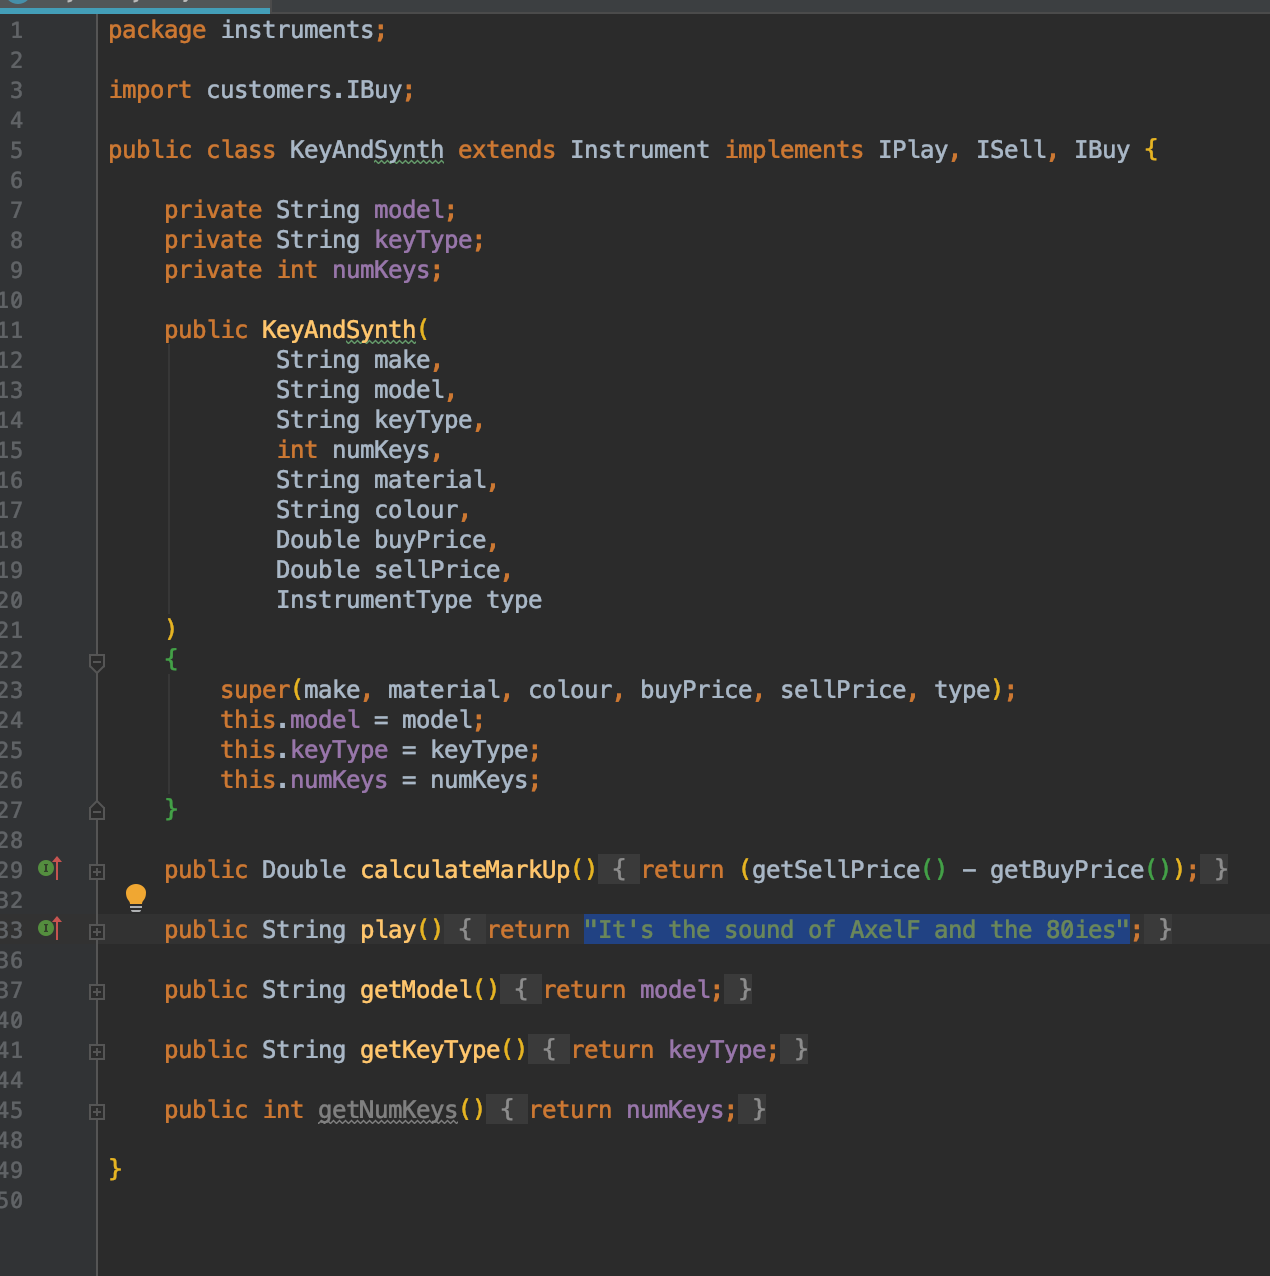 1 package instruments;
2
3 import customers.IBuy;
4
5 public class KeyAndSynth extends Instrument implements IPlay, ISell, IBuy {
6
7 private String model;
8 private String keyType;
9 private int numKeys;
10
11 public KeyAndSynth(
12 String make,
13 String model,
14 String keyType,
15 int numKeys,
16 String material,
17 String colour,
18 Double buyPrice,
19 Double sellPrice,
20 InstrumentType type
21 )
22 {
23 super(make, material, colour, buyPrice, sellPrice, type);
24 this.model = model;
25 this.keyType = keyType;
26 this.numKeys = numKeys;
27 }
28
29 public Double calculateMarkUp() { return (getSellPrice() - getBuyPrice()); }
32
33 public String play() { return "It's the sound of AxelF and the 80ies"; }
36
37 public String getModel() { return model; }
40
41 public String getKeyType() { return keyType; }
44
45 public int getNumKeys() { return numKeys; }
48
49 }
50